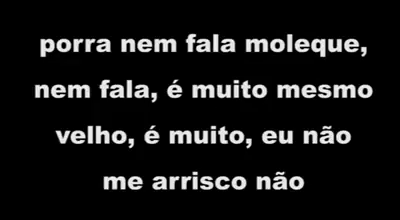 porra nem fala moleque,
nem fala, é muito mesmo
velho, é muito, eu não
me arrisco não